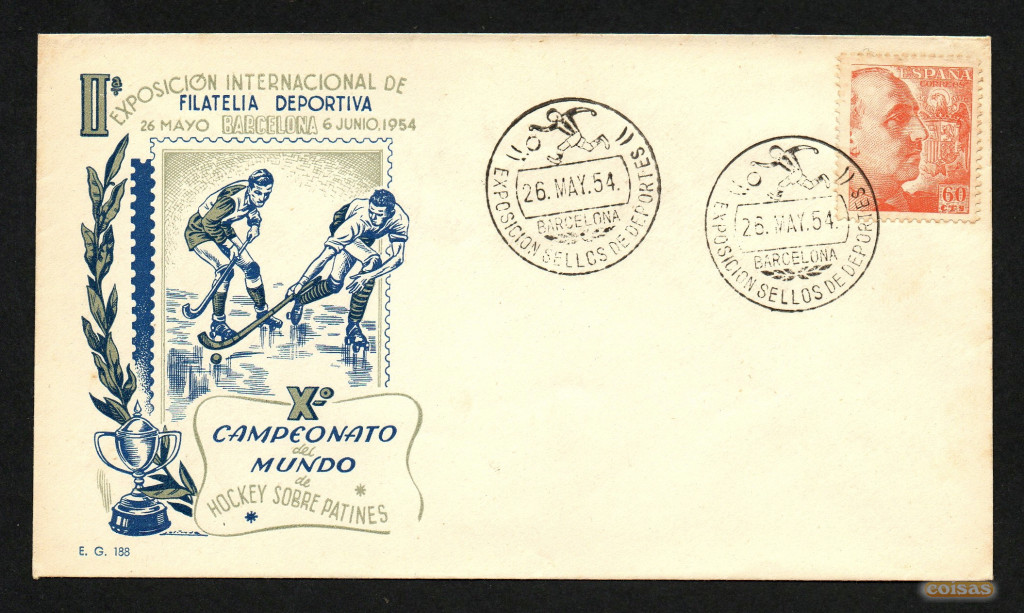 IIª
EXPOSICIÓN INTERNACIONAL DE
FILATELIA DEPORTIVA
26 MAYO BARCELONA 6 JUNIO, 1954
Xº
CAMPEONATO
del
MUNDO
de
HOCKEY SOBRE PATINES
E. G. 188
26. MAY. 54.
BARCELONA
EXPOSICION SELLOS DE DEPORTES
26. MAY. 54.
BARCELONA
EXPOSICION SELLOS DE DEPORTES
ESPAÑA
CORREOS
60
CTS
coisas